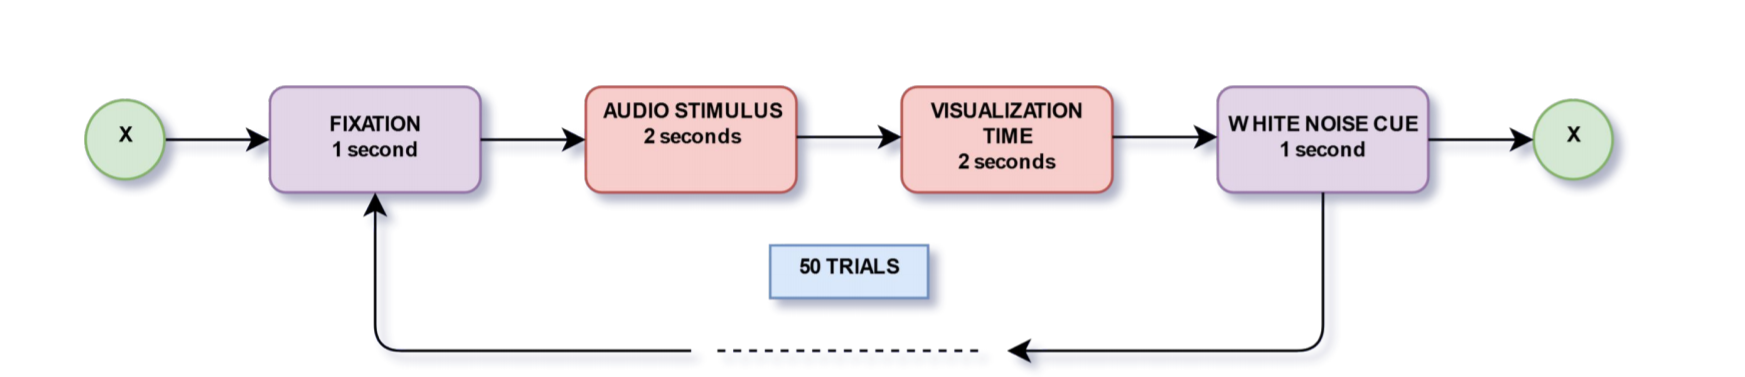 X
FIXATION
1 second
AUDIO STIMULUS
2 seconds
VISUALIZATION
TIME
2 seconds
WHITE NOISE CUE
1 second
X
50 TRIALS